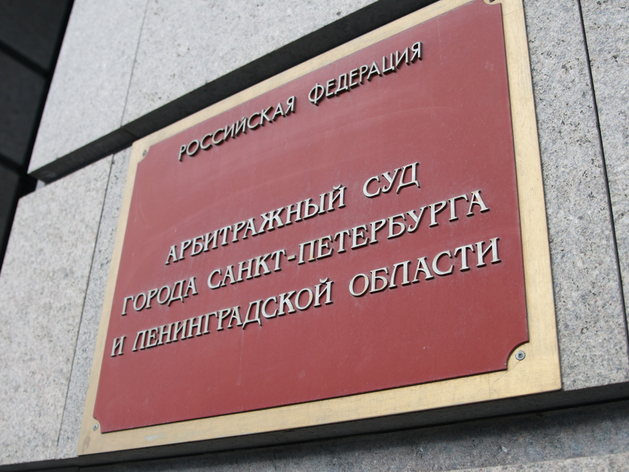 РОССИЙСКАЯ ФЕДЕРАЦИЯ
АРБИТРАЖНЫЙ СУД
ГОРОДА САНКТ-ПЕТЕРБУРГА
И ЛЕНИНГРАДСКОЙ ОБЛАСТИ